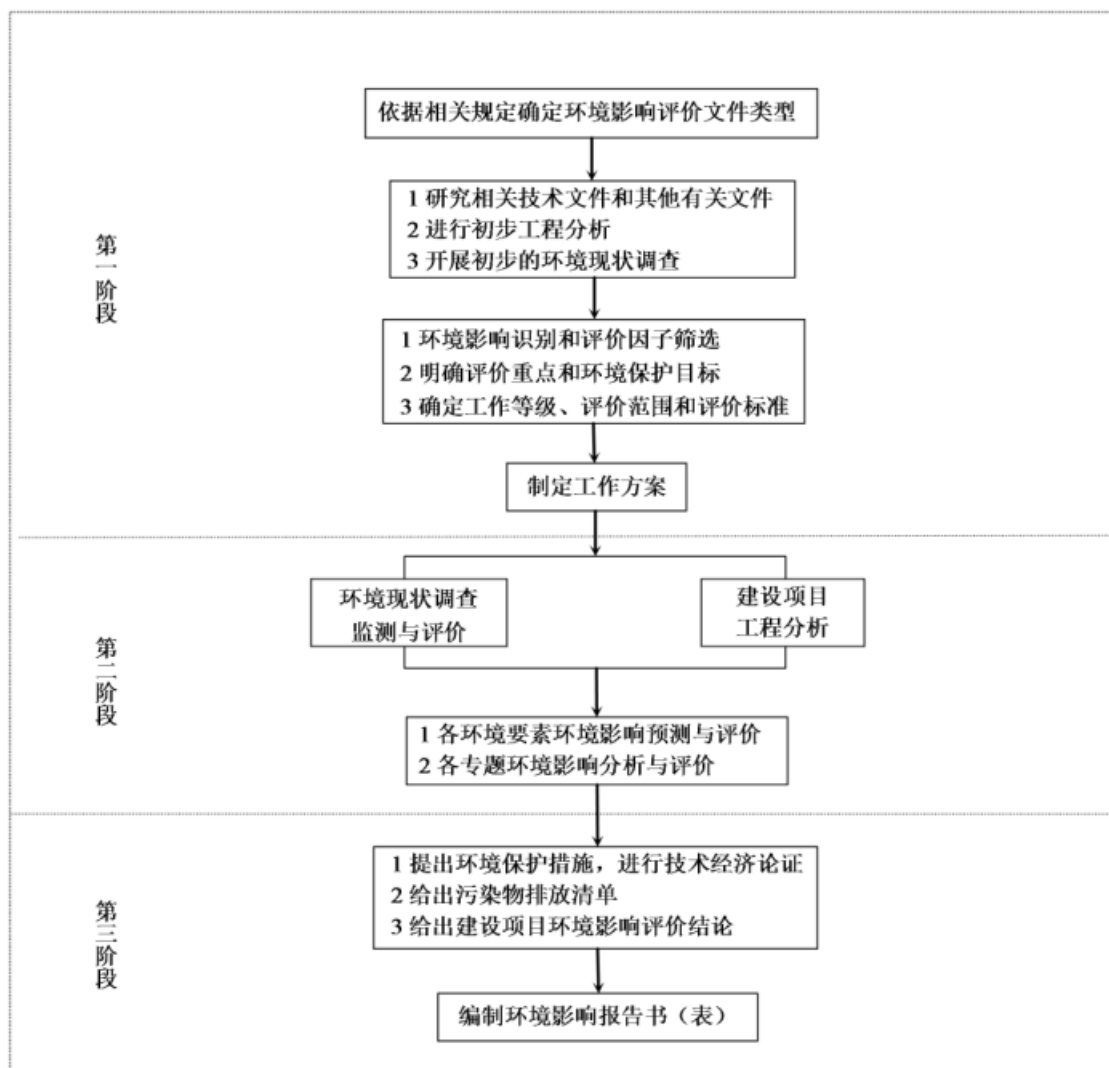 依据相关规定确定环境影响评价文件类型
1 研究相关技术文件和其他有关文件
2 进行初步工程分析
3 开展初步的环境现状调查
第一阶段
1 环境影响识别和评价因子筛选
2 明确评价重点和环境保护目标
3 确定工作等级、评价范围和评价标准
制定工作方案
第二阶段
环境现状调查
监测与评价
建设项目
工程分析
1 各环境要素环境影响预测与评价
2 各专题环境影响分析与评价
第三阶段
1 提出环境保护措施，进行技术经济论证
2 给出污染物排放清单
3 给出建设项目环境影响评价结论
编制环境影响报告书（表）